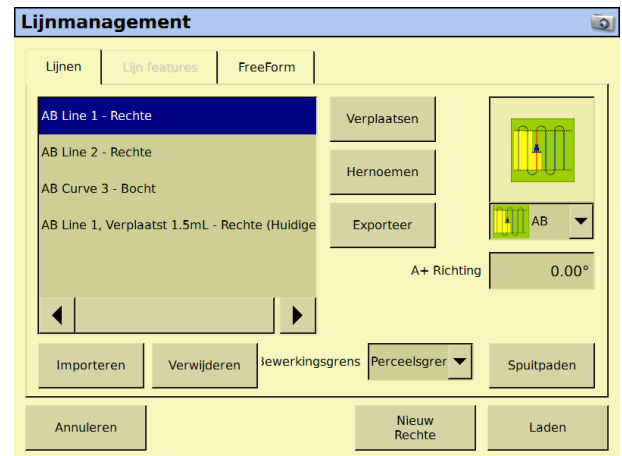 Lijnmanagement
Lijnen
Lijn features
FreeForm
AB Line 1 - Rechte
AB Line 2 - Rechte
AB Curve 3 - Bocht
AB Line 1, Verplaatst 1.5mL - Rechte (Huidige
Verplaatsen
Hernoemen
Exporteer
AB
A+ Richting
0.00°
Importeren
Verwijderen
Bewerkingsgrens
Perceelsgrer
Spuitpaden
Annuleren
Nieuw
Rechte
Laden